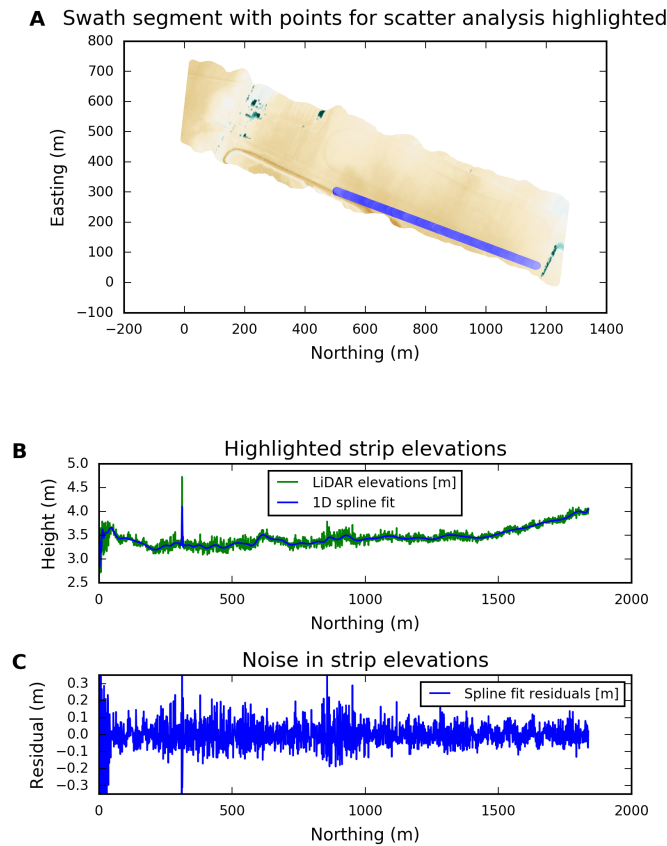 A Swath segment with points for scatter analysis highlighted
800
700
600
500
400
300
200
100
0
−100
Easting (m)
−200 0 200 400 600 800 1000 1200 1400
Northing (m)
B Highlighted strip elevations
5.0
4.5
4.0
3.5
3.0
2.5
Height (m)
LiDAR elevations [m]
1D spline fit
0 500 1000 1500 2000
Northing (m)
C Noise in strip elevations
0.3
0.2
0.1
0.0
−0.1
−0.2
−0.3
Residual (m)
Spline fit residuals [m]
0 500 1000 1500 2000
Northing (m)